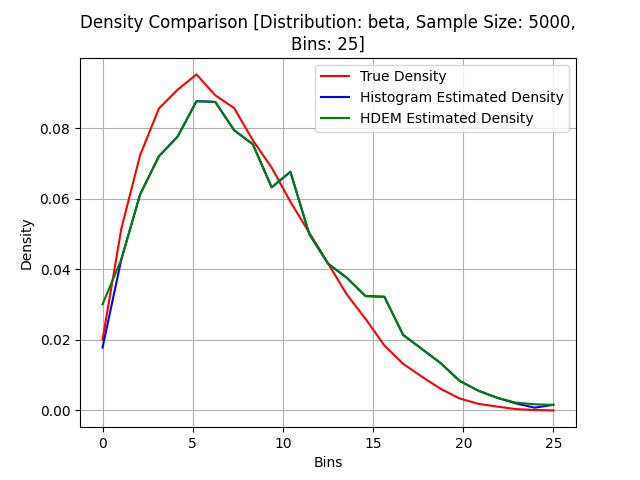 Density Comparison [Distribution: beta, Sample Size: 5000,
Bins: 25]
True Density
Histogram Estimated Density
HDEM Estimated Density
Density
0.08
0.06
0.04
0.02
0.00
0
5
10
15
20
25
Bins